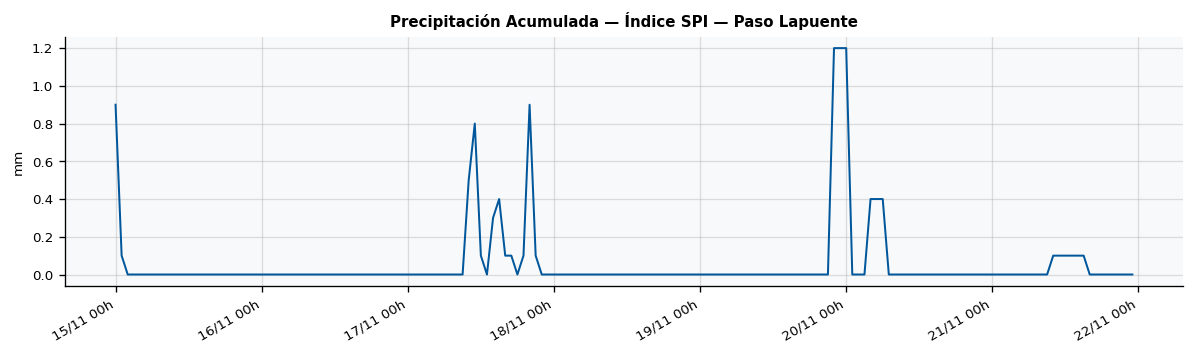 Precipitación Acumulada — Índice SPI — Paso Lapuente
mm
1.2
1.0
0.8
0.6
0.4
0.2
0.0
15/11 00h
16/11 00h
17/11 00h
18/11 00h
19/11 00h
20/11 00h
21/11 00h
22/11 00h